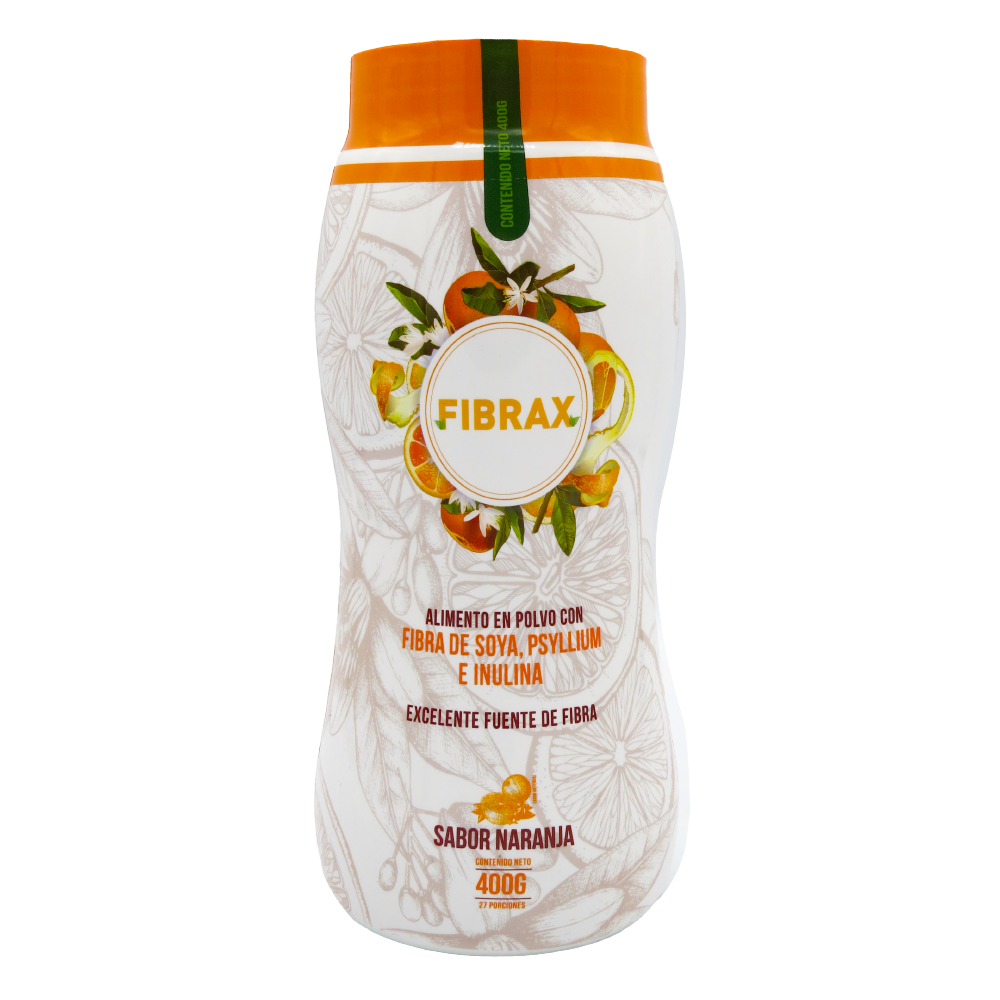 CONTENIDO NETO 400G
FIBRAX
ALIMENTO EN POLVO CON
FIBRA DE SOYA, PSYLLIUM
E INULINA
EXCELENTE FUENTE DE FIBRA
SABOR NARANJA
CONTENIDO NETO
400G
27 PORCIONES